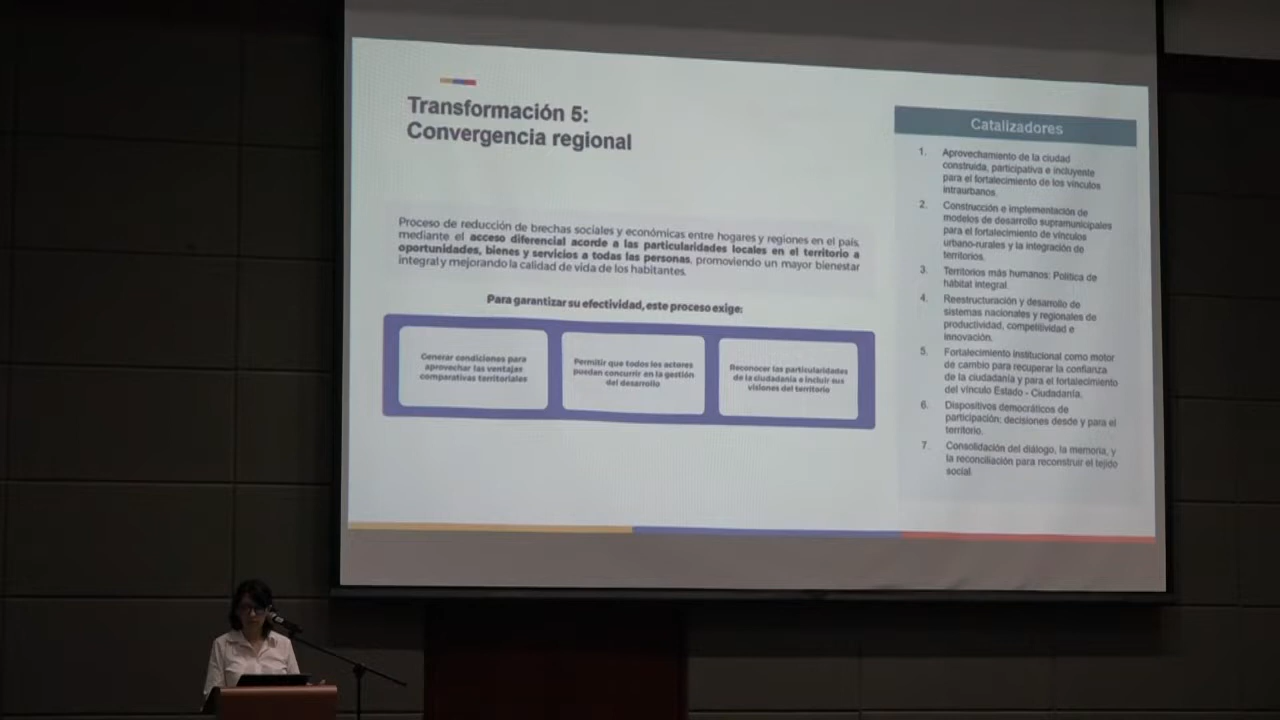 Transformación 5:
Convergencia regional
Proceso de reducción de brechas sociales y económicas entre hogares y regiones en el país,
mediante el acceso diferencial acorde a las particularidades locales en el territorio a
oportunidades, bienes y servicios a todas las personas, promoviendo un mayor bienestar
integral y mejorando la calidad de vida de los habitantes.
Para garantizar su efectividad, este proceso exige:
Generar condiciones para
aprovechar las ventajas
comparativas territoriales
Permitir que todos los actores
puedan concurrir en la gestión
del desarrollo
Reconocer las particularidades
de la ciudadanía e incluir sus
visiones del territorio
Catalizadores
1. Aprovechamiento de la ciudad
construida, participativa e incluyente
para el fortalecimiento de los vínculos
intraurbanos.
2. Construcción e implementación de
modelos de desarrollo supramunicipales
para el fortalecimiento de vínculos
urbano-rurales y la integración de
territorios.
3. Territorios más humanos: Política de
hábitat integral.
4. Reestructuración y desarrollo de
sistemas nacionales y regionales de
productividad, competitividad e
innovación.
5. Fortalecimiento institucional como motor
de cambio para recuperar la confianza
de la ciudadanía y para el fortalecimiento
del vínculo Estado - Ciudadanía.
6. Dispositivos democráticos de
participación: decisiones desde y para el
territorio.
7. Consolidación del diálogo, la memoria, y
la reconciliación para reconstruir el tejido
social.